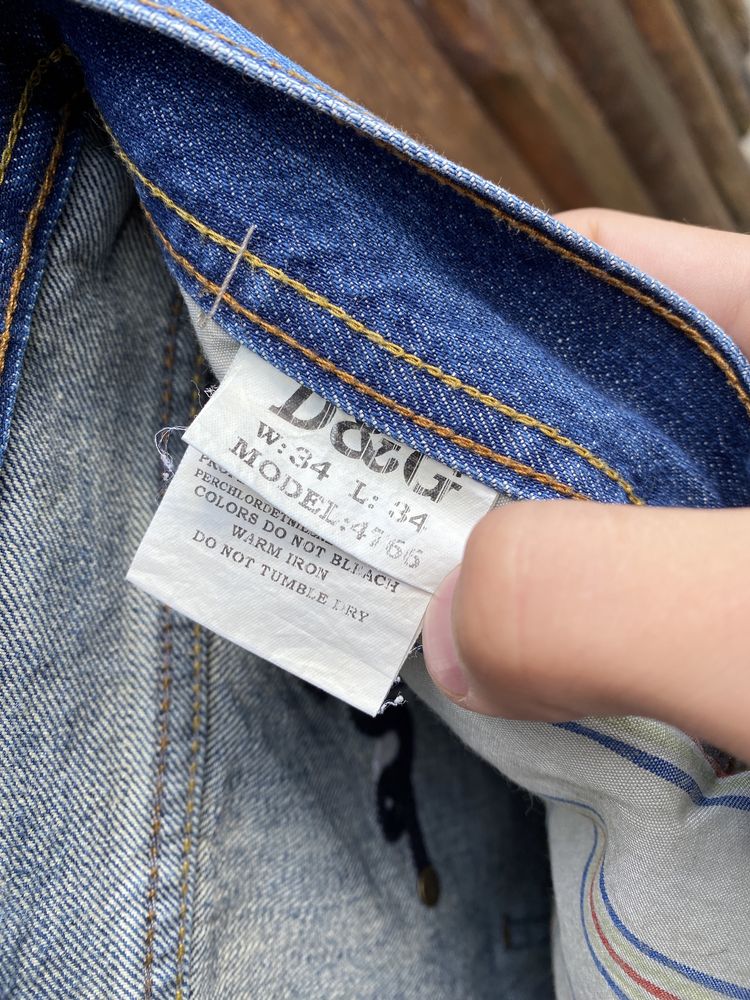 D&G
W:34 L:34
MODEL:4766
COLORS DO NOT BLEACH
WARM IRON
DO NOT TUMBLE DRY